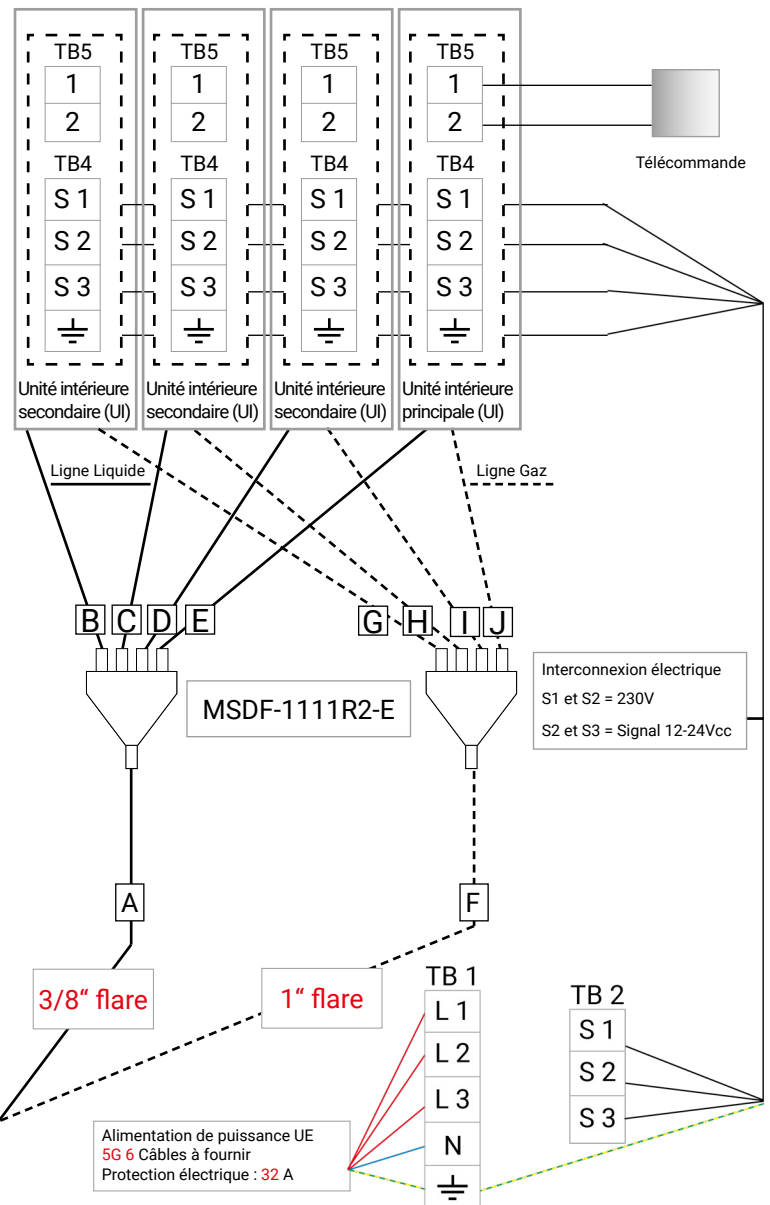 TB5
1
2
TB4
S 1
S 2
S 3
Unité intérieure
secondaire (UI)
TB5
1
2
TB4
S 1
S 2
S 3
Unité intérieure
secondaire (UI)
TB5
1
2
TB4
S 1
S 2
S 3
Unité intérieure
secondaire (UI)
TB5
1
2
TB4
S 1
S 2
S 3
Unité intérieure
principale (UI)
Télécommande
Ligne Liquide
Ligne Gaz
B C D E
G H I J
MSDF-1111R2-E
Interconnexion électrique
S1 et S2 = 230V
S2 et S3 = Signal 12-24Vcc
A
F
3/8“ flare
1“ flare
TB 1
L 1
L 2
L 3
N
TB 2
S 1
S 2
S 3
Alimentation de puissance UE
5G 6 Câbles à fournir
Protection électrique : 32 A